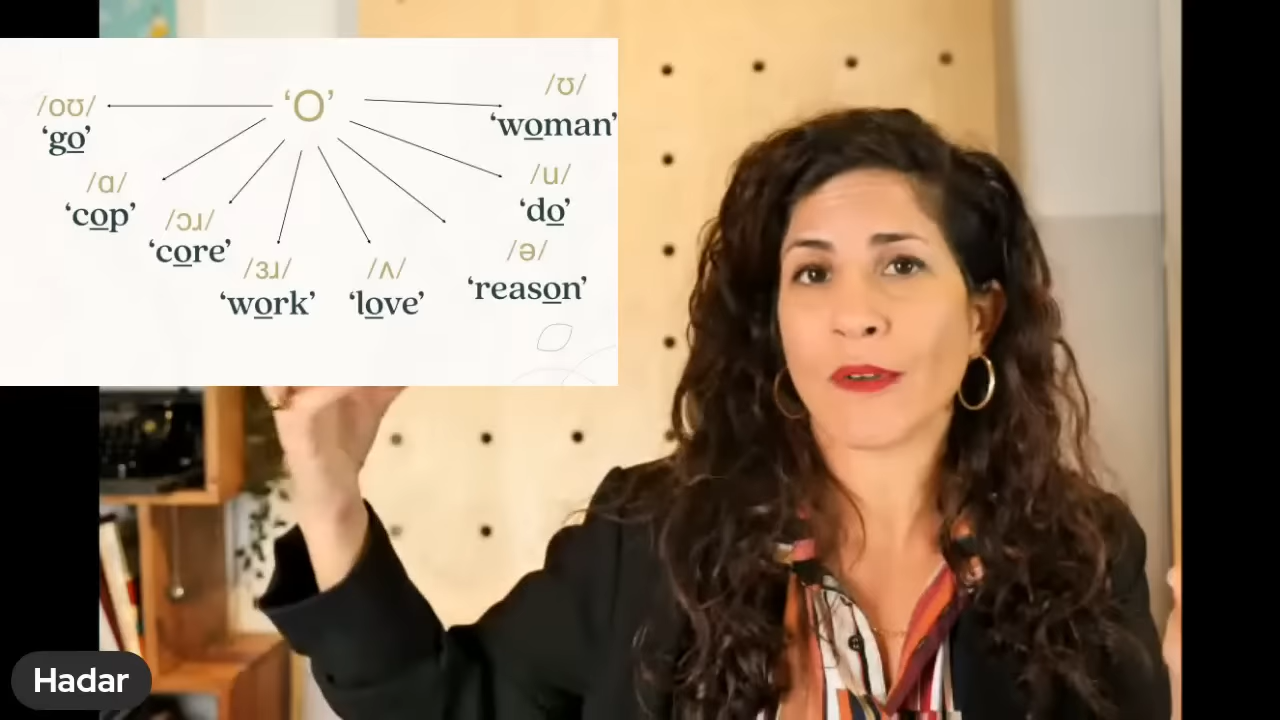 ‘O’
/oʊ/
‘go’
/ɑ/
‘cop’
/ɔɹ/
‘core’
/ɜɹ/
‘work’
/ʌ/
‘love’
/ə/
‘reason’
/u/
‘do’
/ʊ/
‘woman’
Hadar